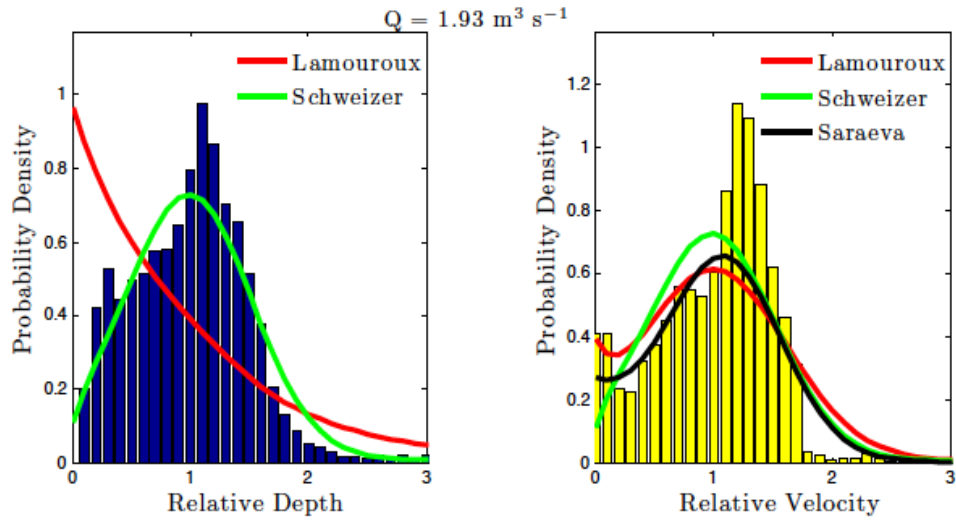 Q = 1.93 m³ s⁻¹
Probability Density
1
0.8
0.6
0.4
0.2
0
Lamouroux
Schweizer
0 1 2 3
Relative Depth
Probability Density
1.2
1
0.8
0.6
0.4
0.2
0
Lamouroux
Schweizer
Saraeva
0 1 2 3
Relative Velocity